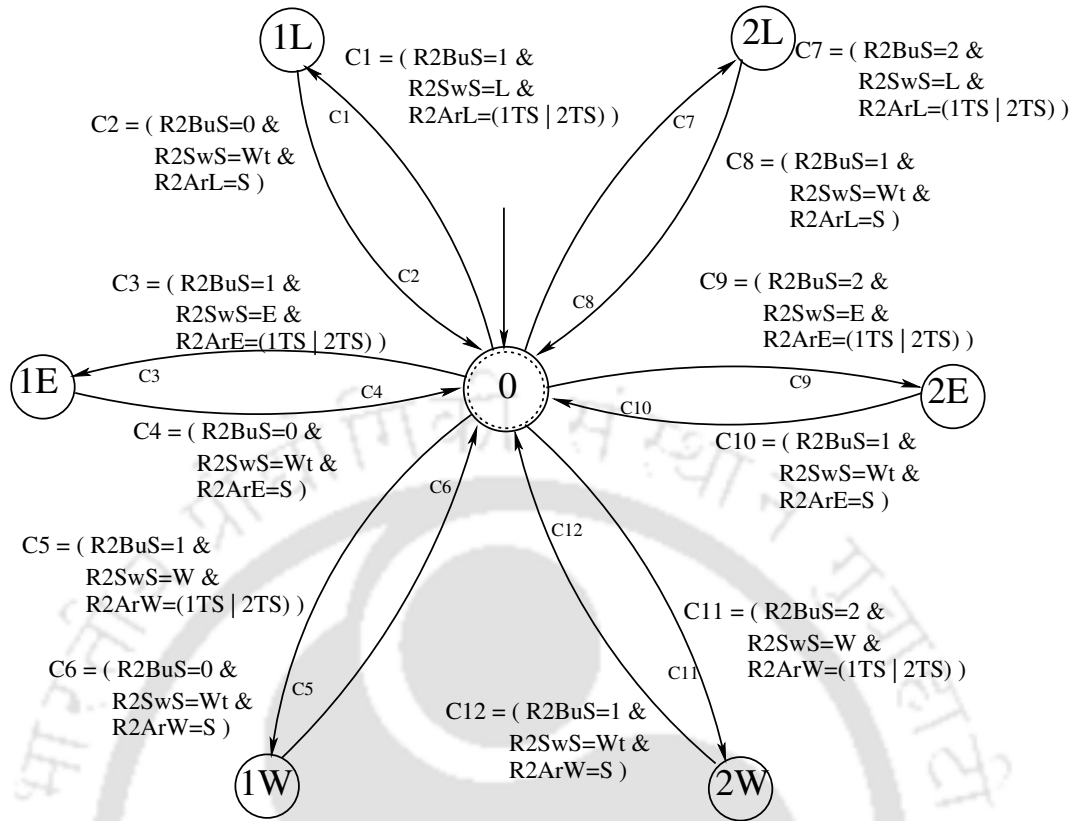 1L
2L
C1 = ( R2BuS=1 &
R2SwS=L &
R2ArL=(1TS | 2TS) )
C7 = ( R2BuS=2 &
R2SwS=L &
R2ArL=(1TS | 2TS) )
C2 = ( R2BuS=0 &
R2SwS=Wt &
R2ArL=S )
C1
C7
C8 = ( R2BuS=1 &
R2SwS=Wt &
R2ArL=S )
C2
C8
C3 = ( R2BuS=1 &
R2SwS=E &
R2ArE=(1TS | 2TS) )
C9 = ( R2BuS=2 &
R2SwS=E &
R2ArE=(1TS | 2TS) )
1E
C3
C4
0
C9
C10
2E
C4 = ( R2BuS=0 &
R2SwS=Wt &
R2ArE=S )
C10 = ( R2BuS=1 &
R2SwS=Wt &
R2ArE=S )
C6
C12
C5 = ( R2BuS=1 &
R2SwS=W &
R2ArW=(1TS | 2TS) )
C11 = ( R2BuS=2 &
R2SwS=W &
R2ArW=(1TS | 2TS) )
C6 = ( R2BuS=0 &
R2SwS=Wt &
R2ArW=S )
C5
C11
C12 = ( R2BuS=1 &
R2SwS=Wt &
R2ArW=S )
1W
2W